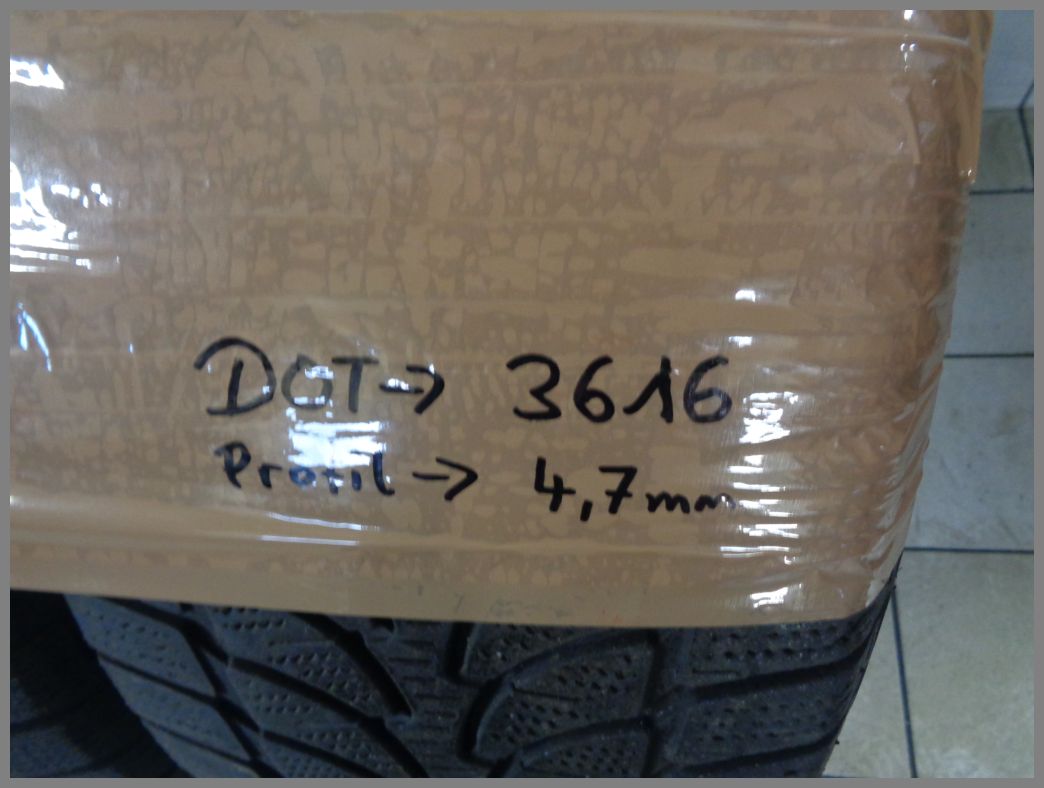 DOT→ 3616
Profil → 4,7mm